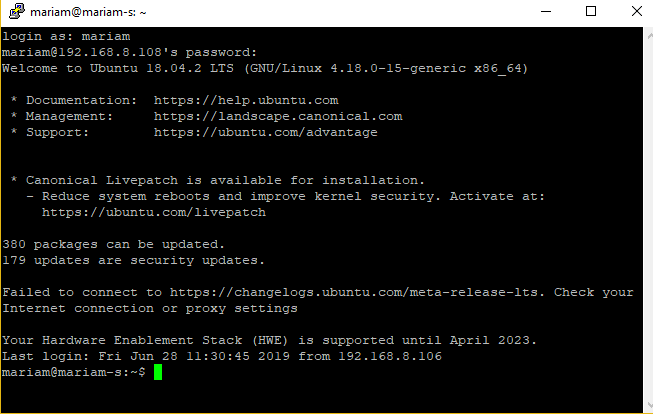 mariam@mariam-s: ~
login as: mariam
mariam@192.168.8.108's password:
Welcome to Ubuntu 18.04.2 LTS (GNU/Linux 4.18.0-15-generic x86_64)
* Documentation:  https://help.ubuntu.com
* Management:     https://landscape.canonical.com
* Support:        https://ubuntu.com/advantage
* Canonical Livepatch is available for installation.
- Reduce system reboots and improve kernel security. Activate at:
https://ubuntu.com/livepatch
380 packages can be updated.
179 updates are security updates.
Failed to connect to https://changelogs.ubuntu.com/meta-release-lts. Check your
Internet connection or proxy settings
Your Hardware Enablement Stack (HWE) is supported until April 2023.
Last login: Fri Jun 28 11:30:45 2019 from 192.168.8.106
mariam@mariam-s:~$